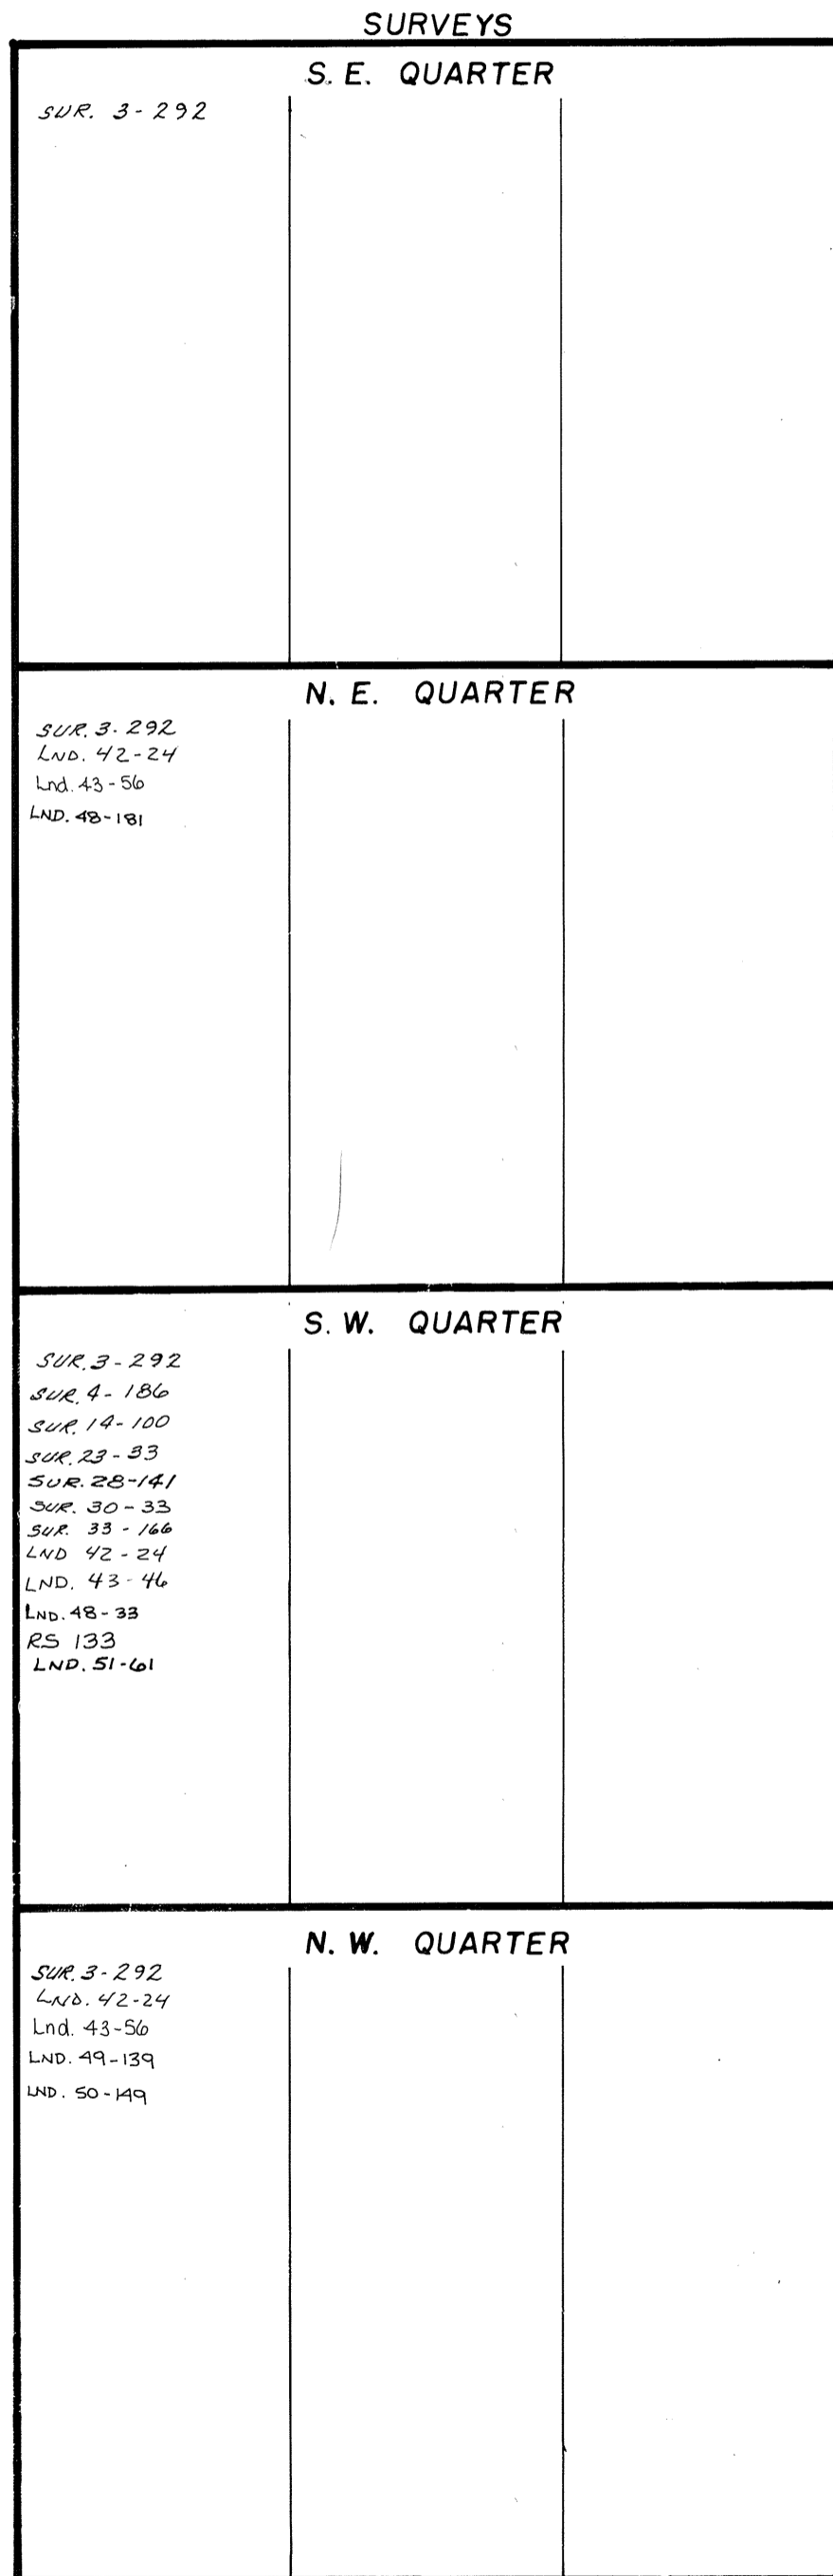 SURVEYS
S. E. QUARTER
SUR. 3-292
N. E. QUARTER
SUR. 3-292
LND. 42-24
Lnd. 43-56
LND. 48-181
S. W. QUARTER
SUR. 3-292
SUR. 4-186
SUR. 14-100
SUR. 23-33
SUR. 28-141
SUR. 30-33
SUR. 33-166
LND 42-24
LND. 43-46
LND. 48-33
RS 133
LND. 51-61
N. W. QUARTER
SUR. 3-292
LND. 42-24
Lnd. 43-56
LND. 49-139
LND. 50-149